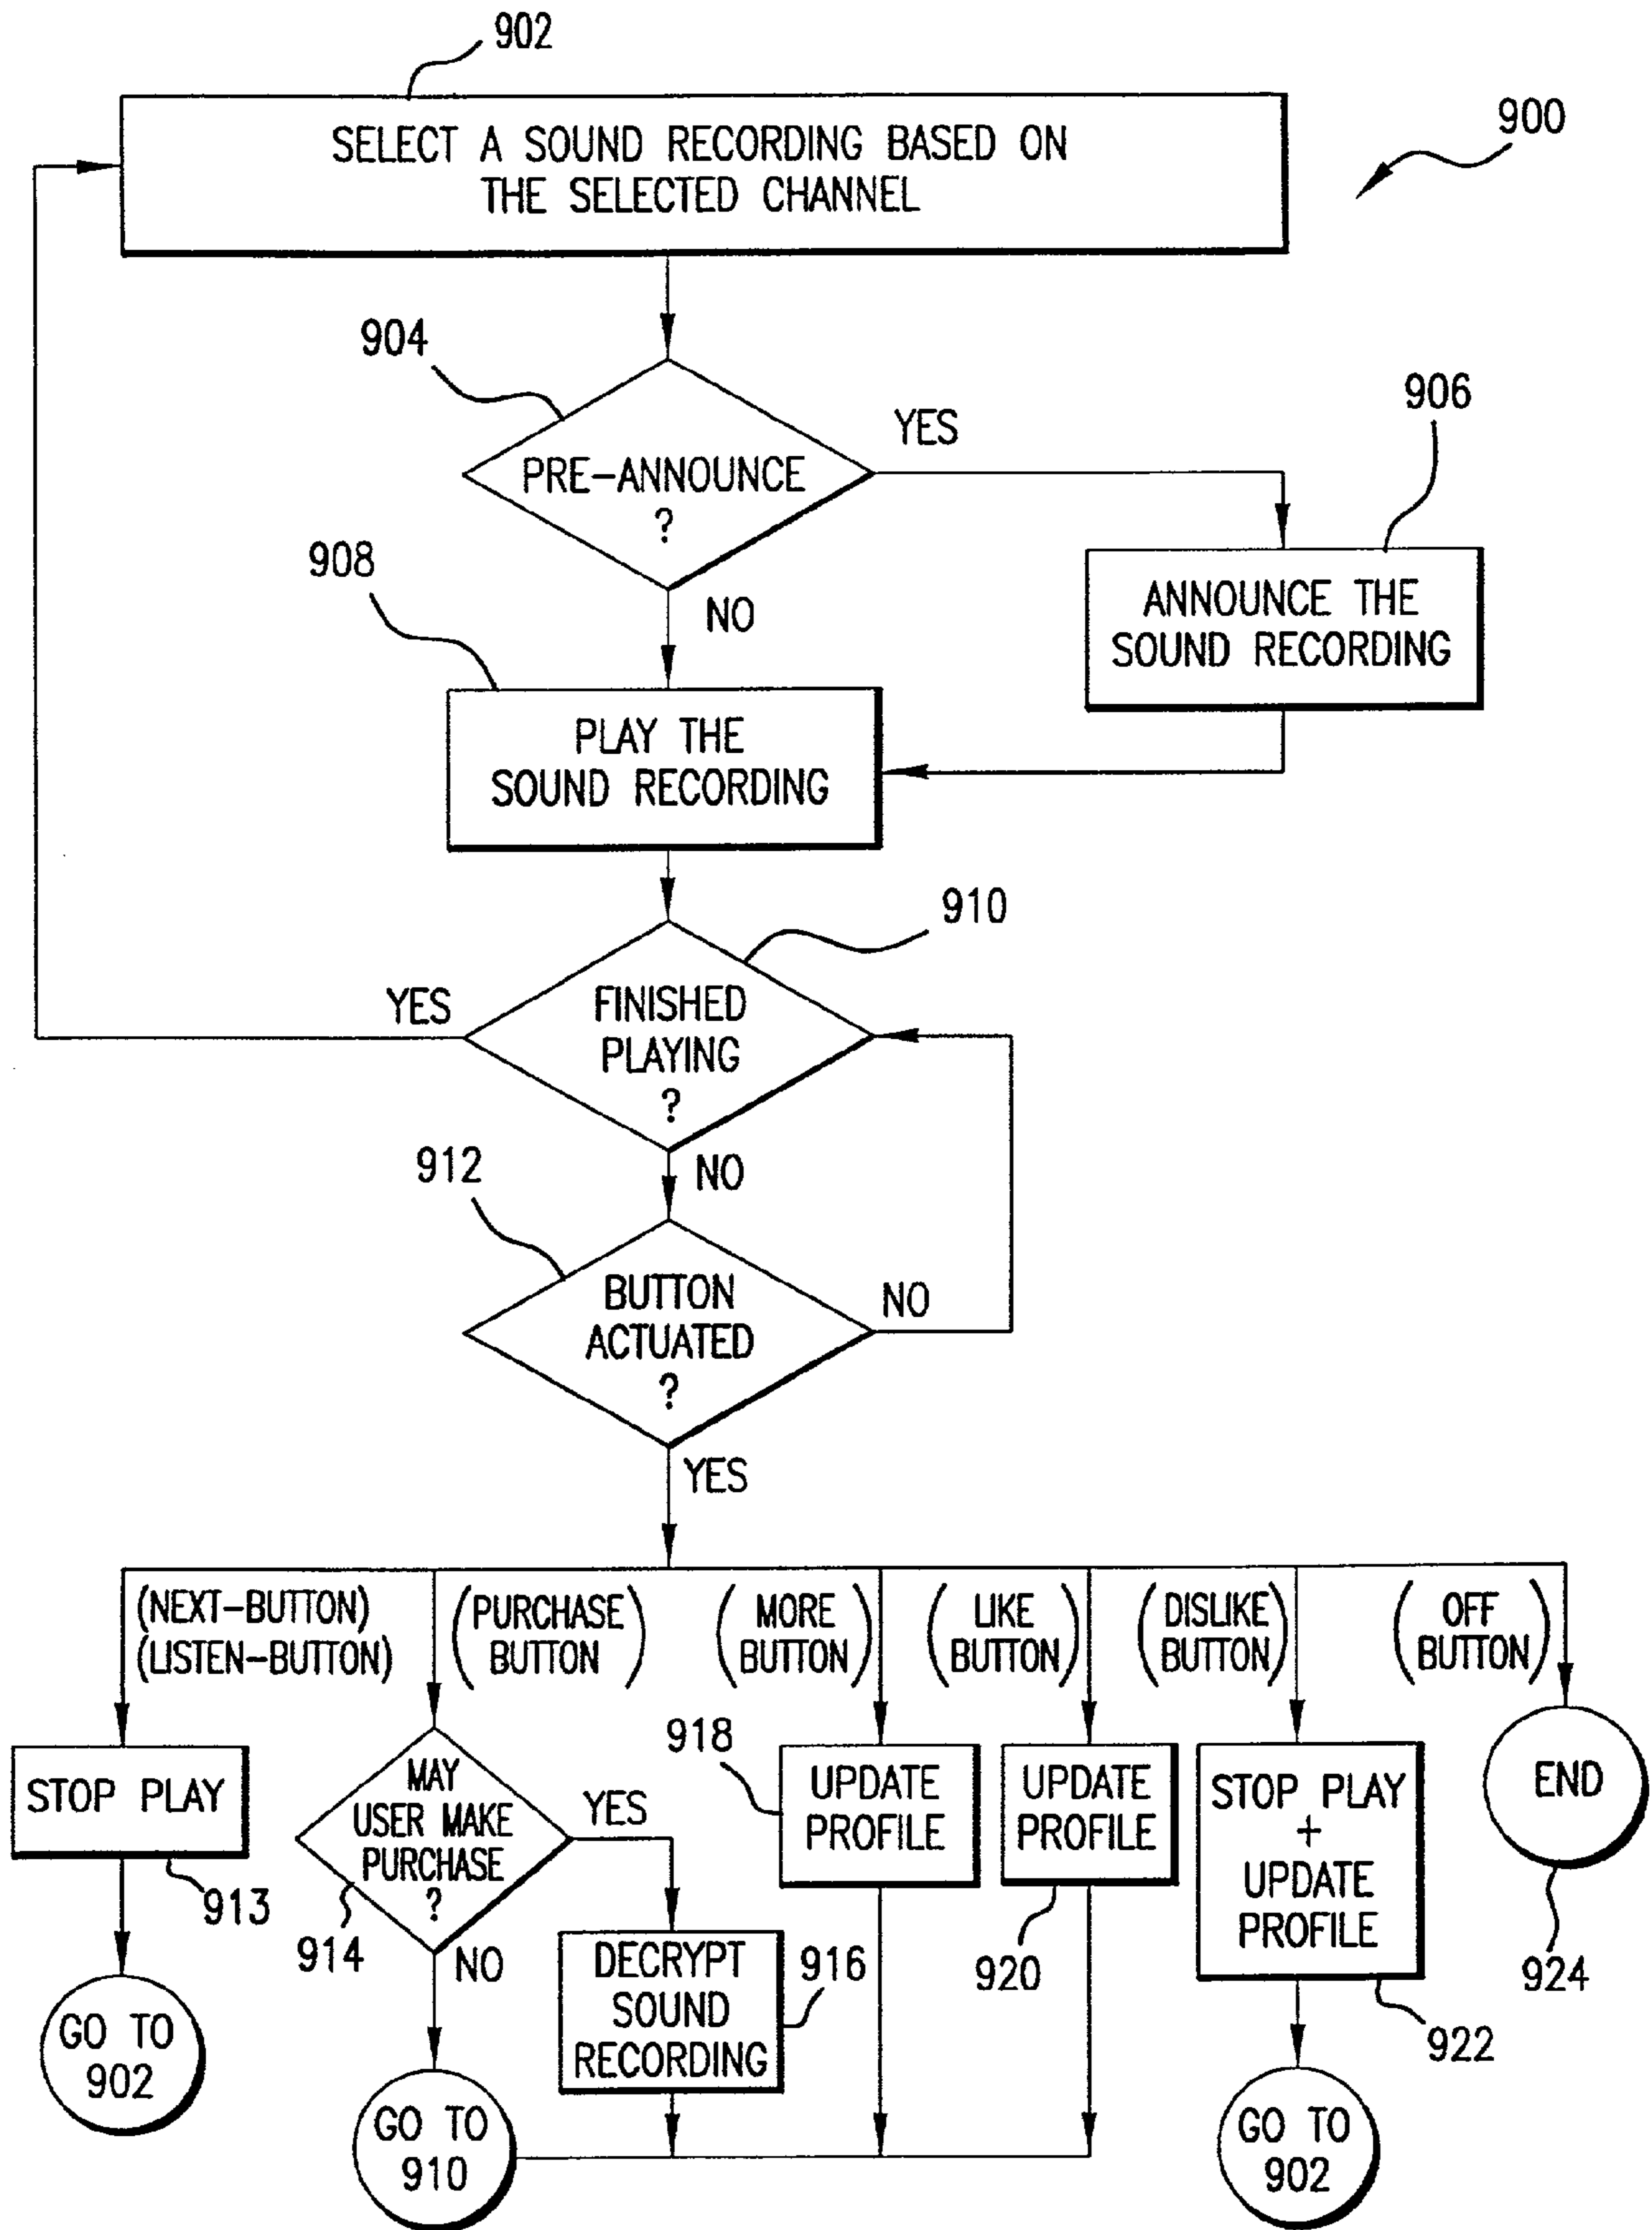 902
SELECT A SOUND RECORDING BASED ON
THE SELECTED CHANNEL
900
904
PRE-ANNOUNCE
?
YES
906
NO
ANNOUNCE THE
SOUND RECORDING
908
PLAY THE
SOUND RECORDING
910
FINISHED
PLAYING
?
YES
NO
912
BUTTON
ACTUATED
?
NO
YES
(NEXT-BUTTON)
(LISTEN-BUTTON)
(PURCHASE
BUTTON)
(MORE
BUTTON)
(LIKE
BUTTON)
(DISLIKE
BUTTON)
(OFF
BUTTON)
STOP PLAY
913
GO TO
902
MAY
USER MAKE
PURCHASE
?
914
YES
NO
DECRYPT
SOUND
RECORDING
916
GO TO
910
918
UPDATE
PROFILE
UPDATE
PROFILE
920
STOP PLAY
+
UPDATE
PROFILE
922
GO TO
902
END
924